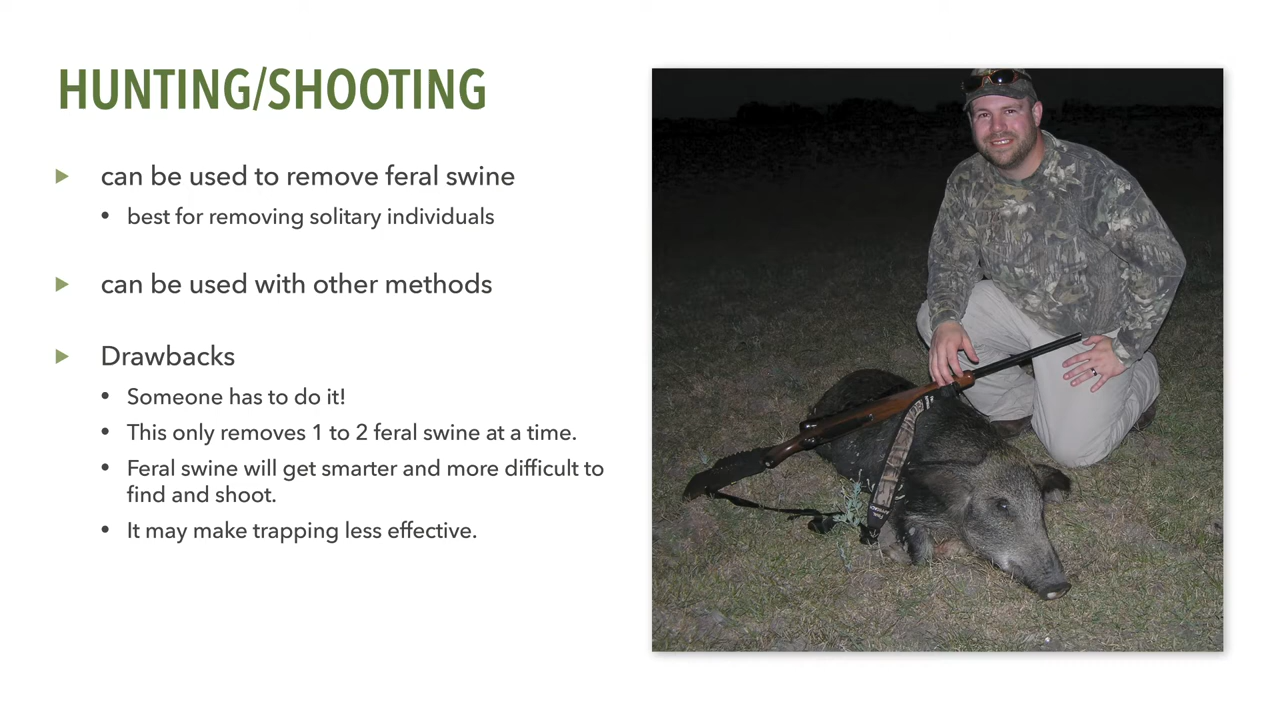 HUNTING/SHOOTING
can be used to remove feral swine
best for removing solitary individuals
can be used with other methods
Drawbacks
Someone has to do it!
This only removes 1 to 2 feral swine at a time.
Feral swine will get smarter and more difficult to
find and shoot.
It may make trapping less effective.